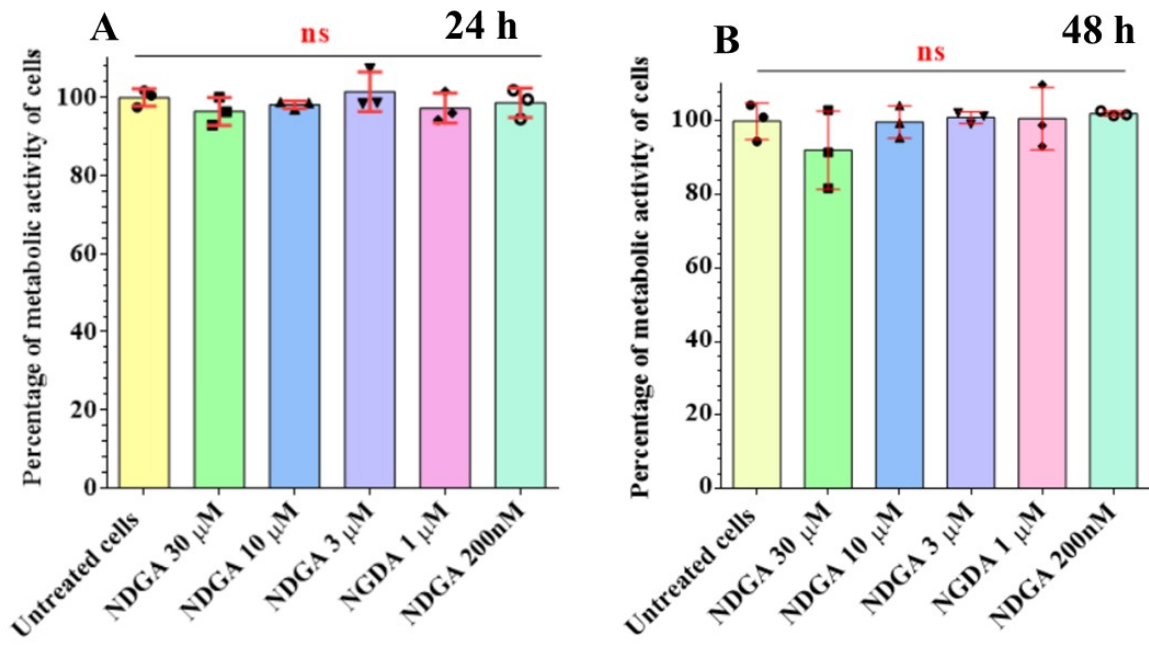 A
ns
24 h
Percentage of metabolic activity of cells
100
80
60
40
20
0
Untreated cells
NDGA 30 µM
NDGA 10 µM
NDGA 3 µM
NGDA 1 µM
NDGA 200nM
B
ns
48 h
Percentage of metabolic activity of cells
100
80
60
40
20
0
Untreated cells
NDGA 30 µM
NDGA 10 µM
NDGA 3 µM
NGDA 1 µM
NDGA 200nM